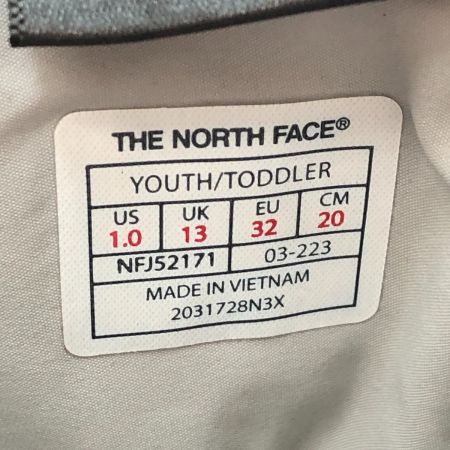 THE NORTH FACE®
YOUTH/TODDLER
US UK EU CM
1.0 13 32 20
NFJ52171 03-223
MADE IN VIETNAM
2031728N3X